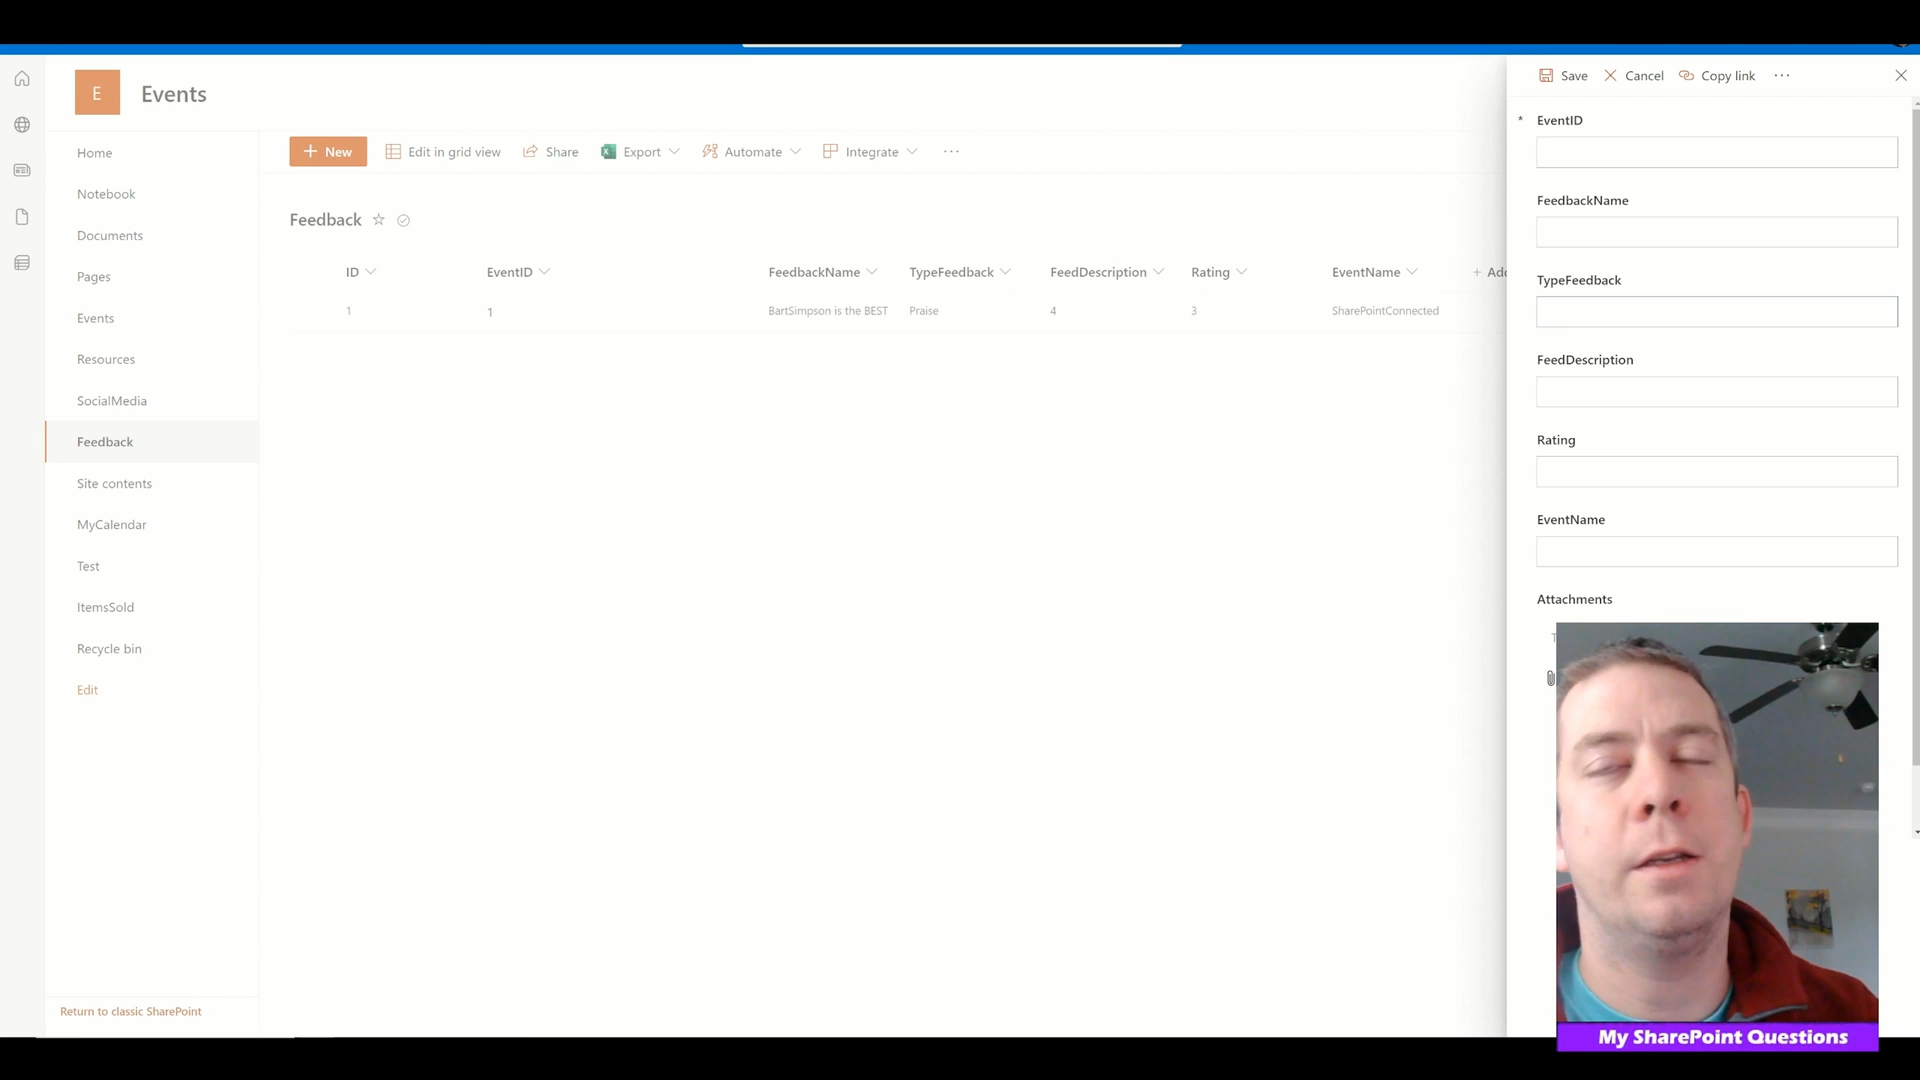 Save
Cancel
Copy link
E
Events
* EventID
Home
New
Edit in grid view
Share
Export
Automate
Integrate
Notebook
FeedbackName
Feedback
Documents
Pages
ID
EventID
FeedbackName
TypeFeedback
FeedDescription
Rating
EventName
+
TypeFeedback
1
1
BartSimpson is the BEST
Praise
4
3
SharePointConnected
Events
Resources
FeedDescription
SocialMedia
Feedback
Rating
Site contents
MyCalendar
EventName
Test
ItemsSold
Attachments
Recycle bin
Edit
Return to classic SharePoint
My SharePoint Questions